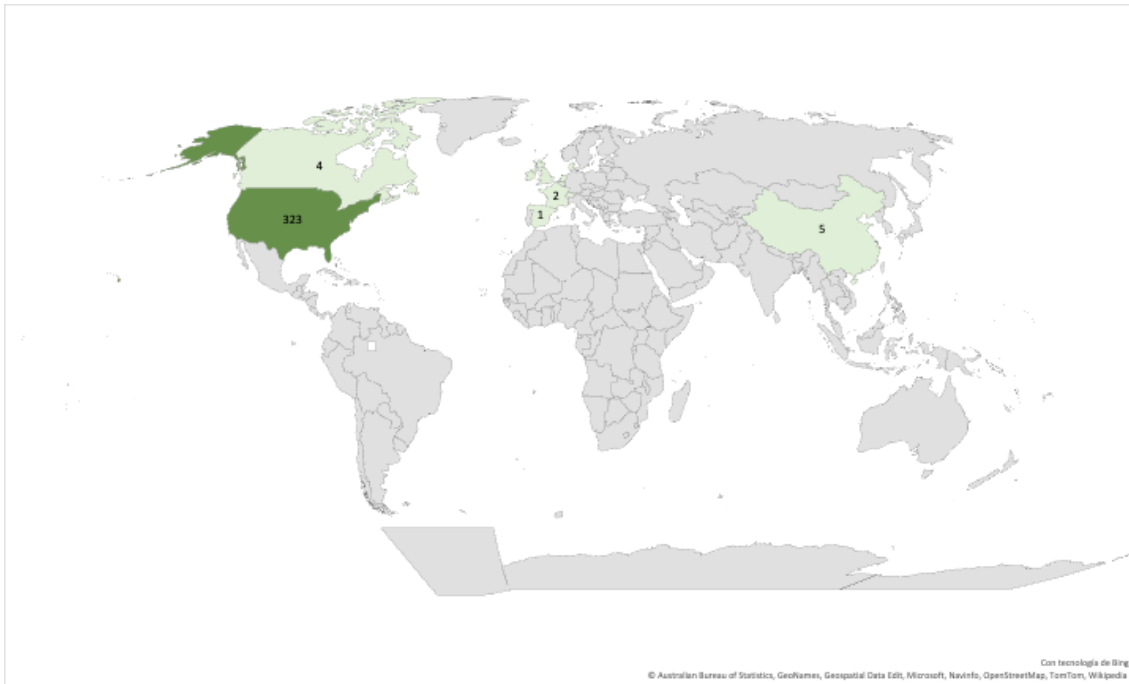 4
323
2
1
5
Con tecnología de Bing
© Australian Bureau of Statistics, GeoNames, Geospatial Data Edit, Microsoft, Navinfo, OpenStreetMap, TomTom, Wikipedia